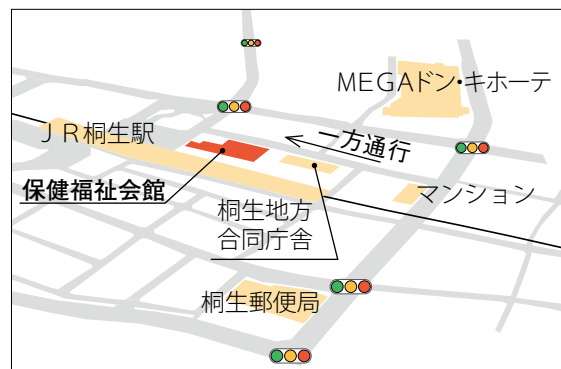 MEGAドン・キホーテ
ＪＲ桐生駅
一方通行
保健福祉会館
マンション
桐生地方
合同庁舎
桐生郵便局